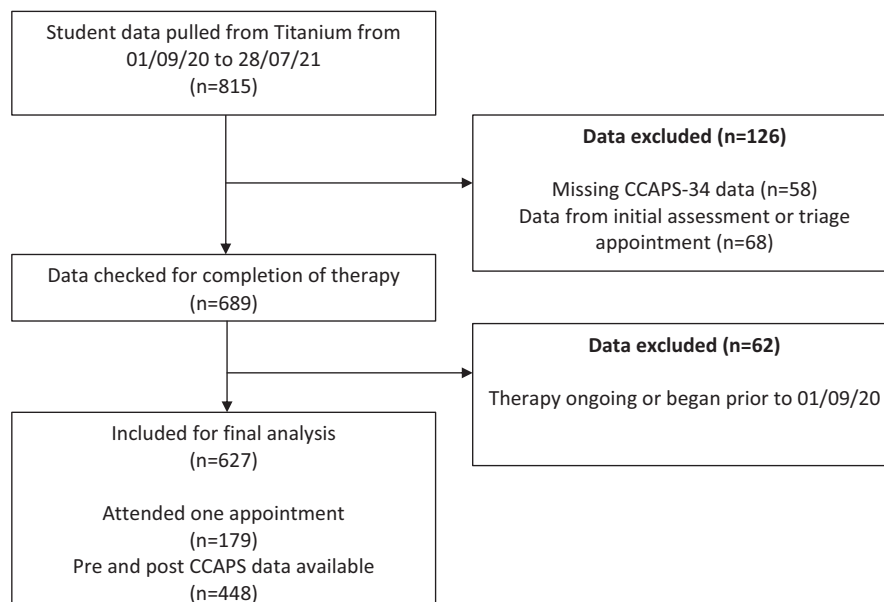 Student data pulled from Titanium from
01/09/20 to 28/07/21
(n=815)
Data excluded (n=126)
Missing CCAPS-34 data (n=58)
Data from initial assessment or triage
appointment (n=68)
Data checked for completion of therapy
(n=689)
Data excluded (n=62)
Therapy ongoing or began prior to 01/09/20
Included for final analysis
(n=627)
Attended one appointment
(n=179)
Pre and post CCAPS data available
(n=448)